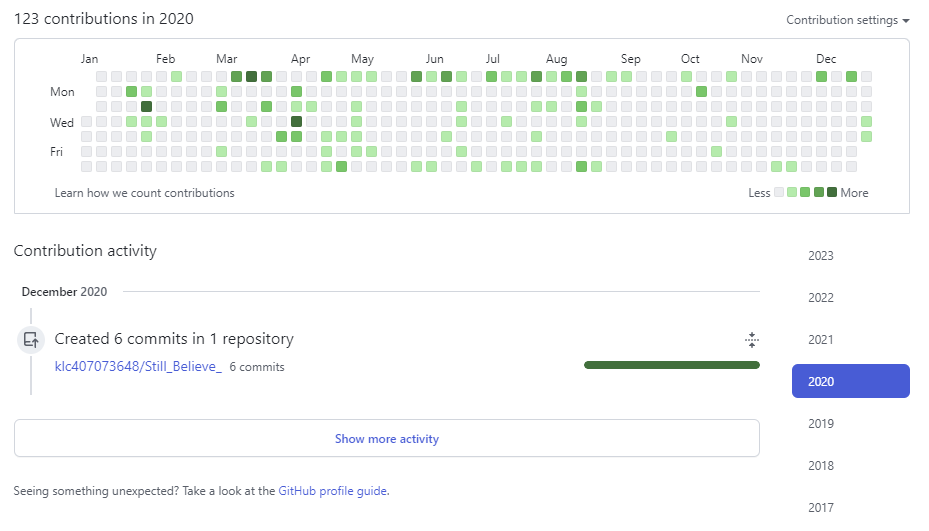 123 contributions in 2020
Contribution settings
Jan Feb Mar Apr May Jun Jul Aug Sep Oct Nov Dec
Mon
Wed
Fri
Learn how we count contributions
Less More
Contribution activity
December 2020
Created 6 commits in 1 repository
klc407073648/Still_Believe_ 6 commits
Show more activity
Seeing something unexpected? Take a look at the GitHub profile guide.
2023
2022
2021
2020
2019
2018
2017